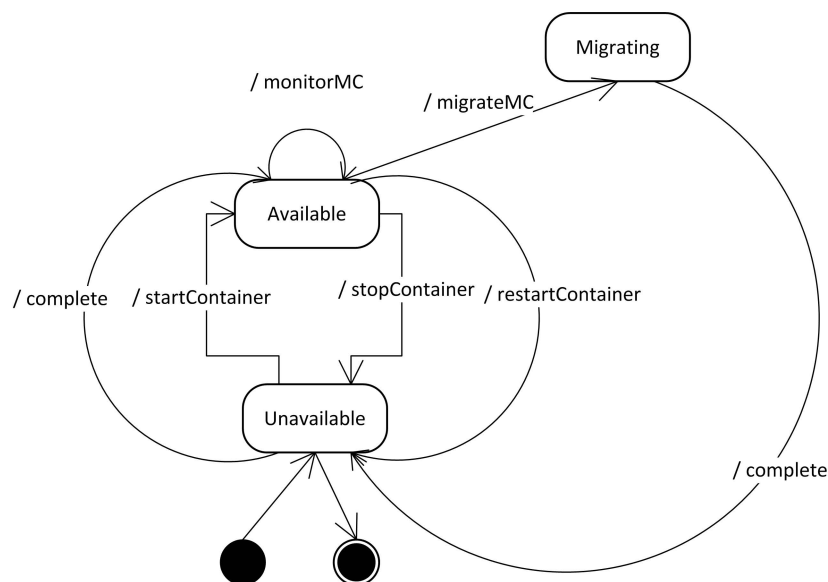 Migrating
/ monitorMC
/ migrateMC
Available
/ complete
/ startContainer
/ stopContainer
/ restartContainer
Unavailable
/ complete